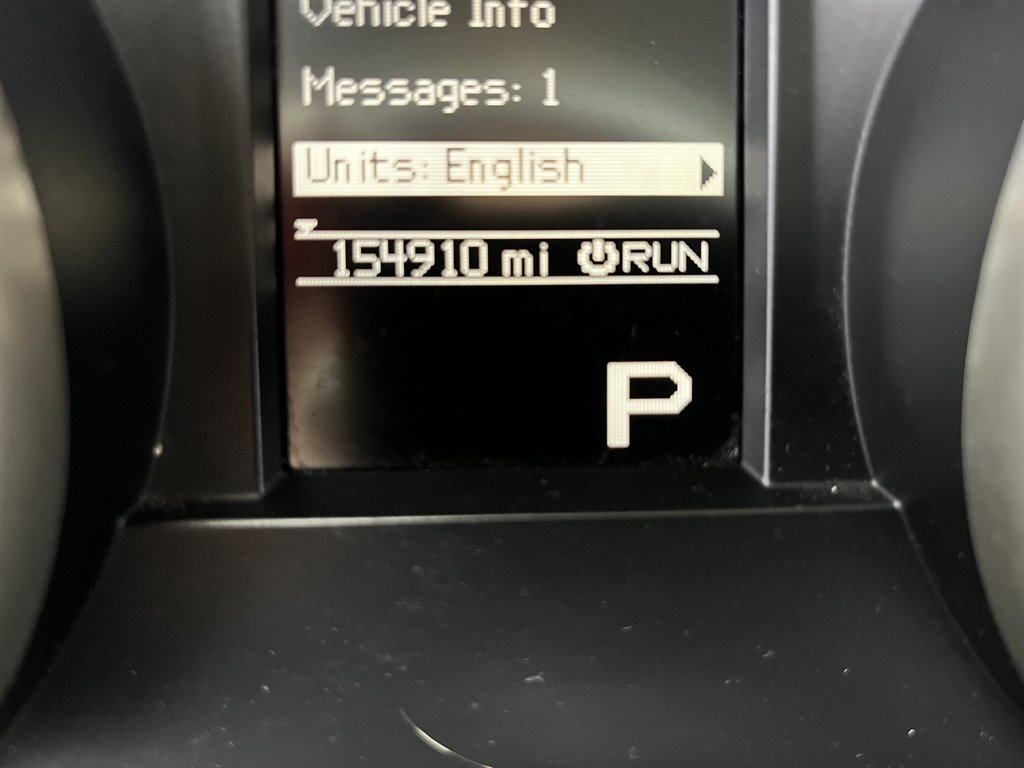 Vehicle Info
Messages: 1
Units: English
154910 mi RUN
P